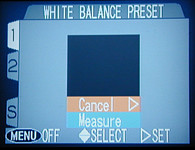 WHITE BALANCE PRESET
1
2
S
Cancel
Measure
MENU OFF SELECT SET